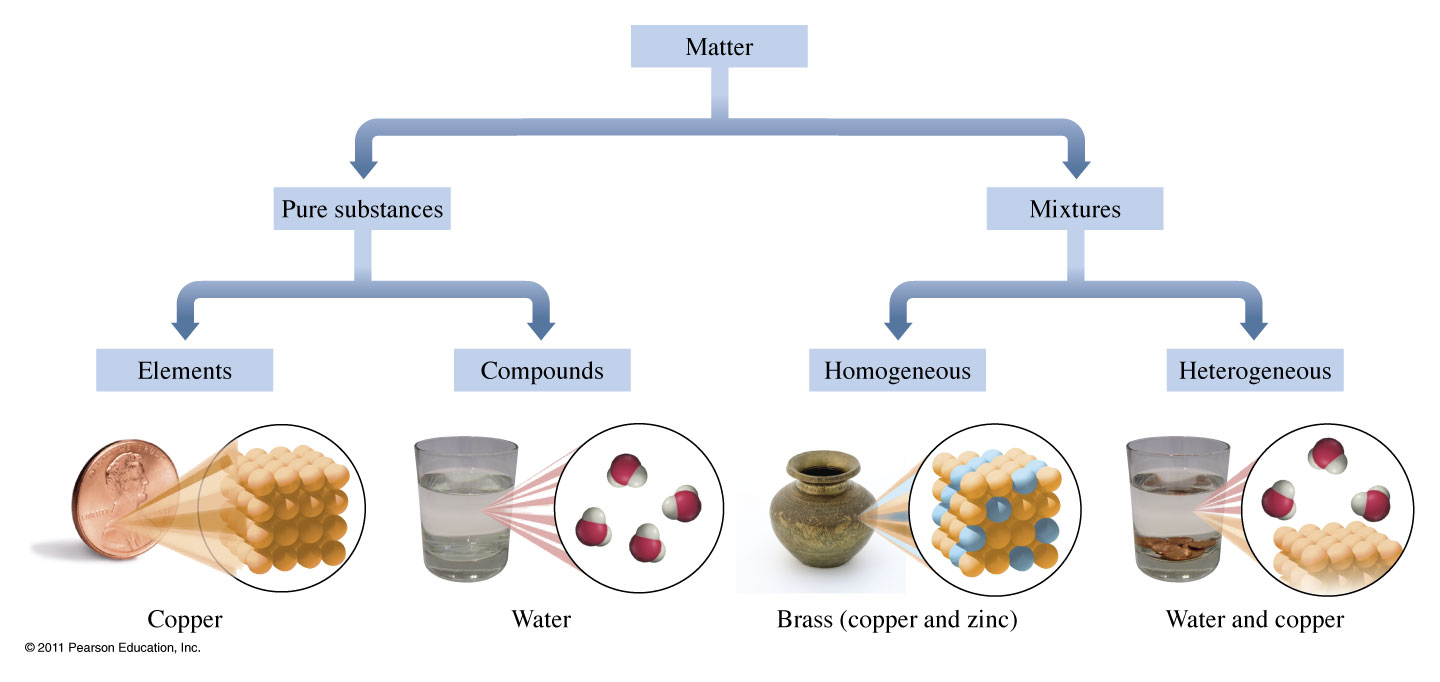 Matter
Pure substances
Mixtures
Elements
Compounds
Homogeneous
Heterogeneous
Copper
Water
Brass (copper and zinc)
Water and copper
© 2011 Pearson Education, Inc.